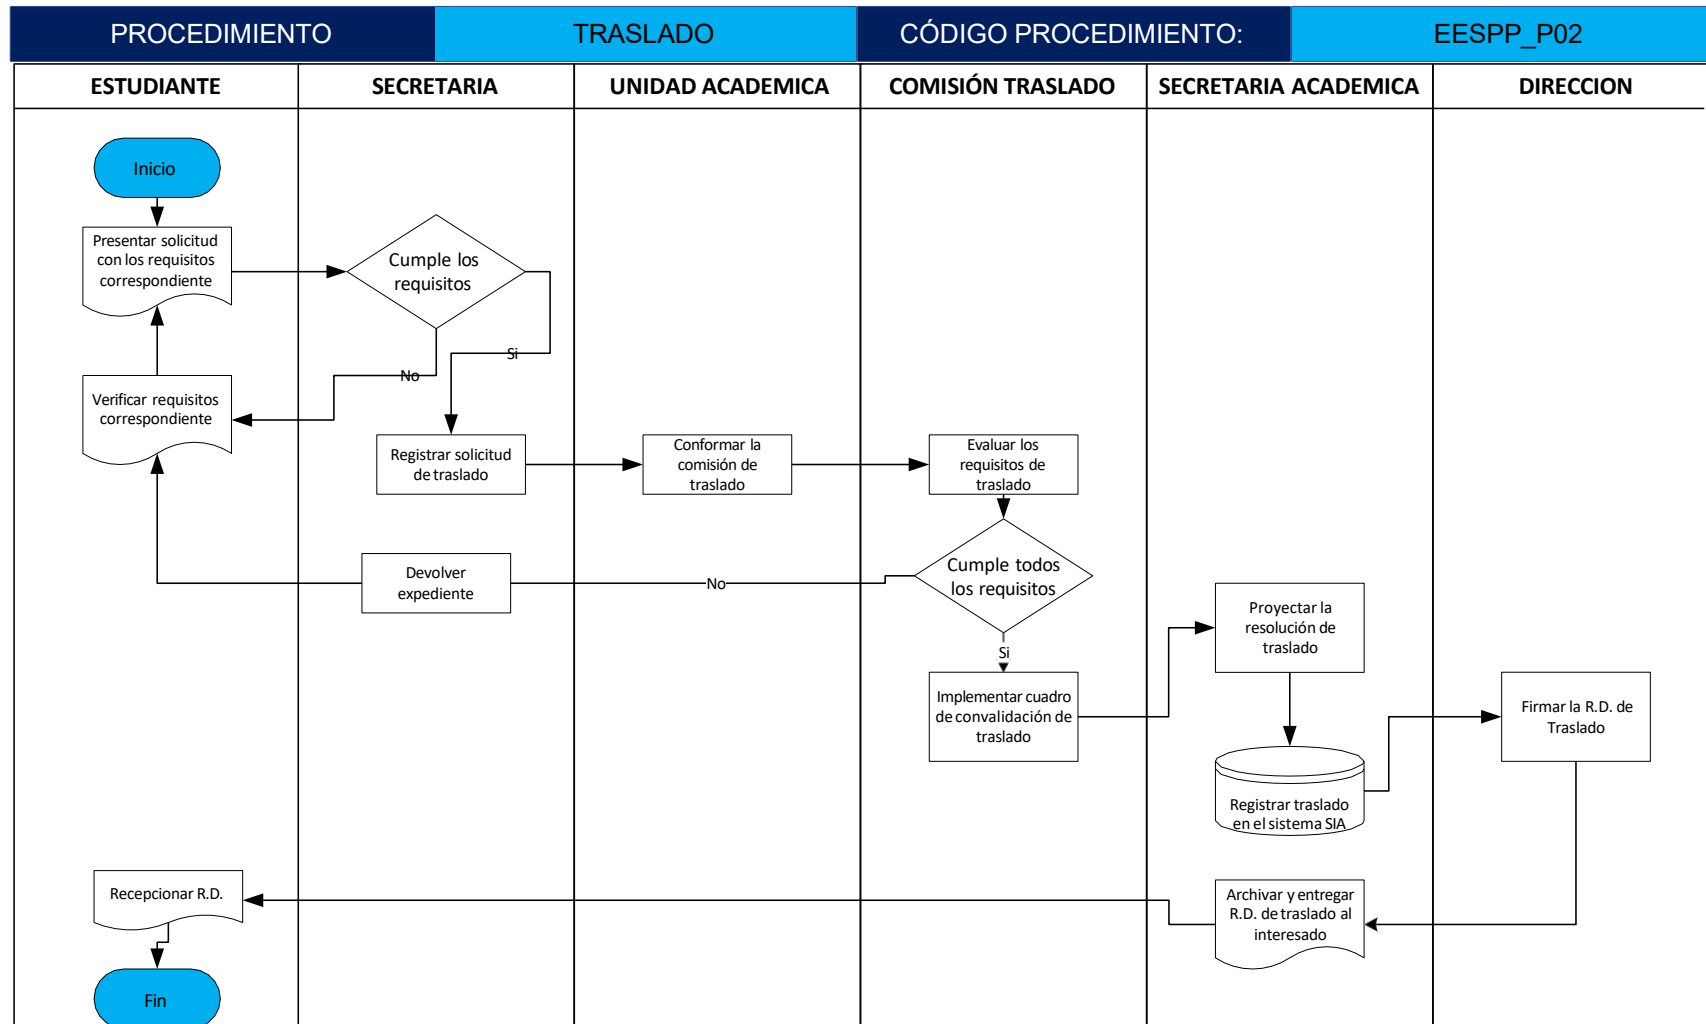 PROCEDIMIENTO
TRASLADO
CÓDIGO PROCEDIMIENTO:
EESPP_P02
ESTUDIANTE
SECRETARIA
UNIDAD ACADEMICA
COMISIÓN TRASLADO
SECRETARIA ACADEMICA
DIRECCION
Inicio
Presentar solicitud
con los requisitos
correspondiente
Cumple los
requisitos
Si
No
Verificar requisitos
correspondiente
Registrar solicitud
de traslado
Conformar la
comisión de
traslado
Evaluar los
requisitos de
traslado
Cumple todos
los requisitos
No
Devolver
expediente
Si
Implementar cuadro
de convalidación de
traslado
Proyectar la
resolución de
traslado
Registrar traslado
en el sistema SIA
Firmar la R.D. de
Traslado
Archivar y entregar
R.D. de traslado al
interesado
Recepcionar R.D.
Fin